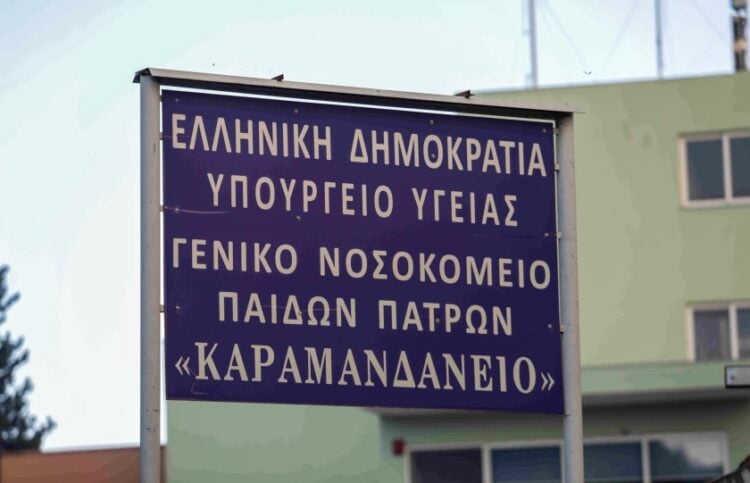 ΕΛΛΗΝΙΚΗ ΔΗΜΟΚΡΑΤΙΑ
ΥΠΟΥΡΓΕΙΟ ΥΓΕΙΑΣ
ΓΕΝΙΚΟ ΝΟΣΟΚΟΜΕΙΟ
ΠΑΙΔΩΝ ΠΑΤΡΩΝ
«ΚΑΡΑΜΑΝΔΑΝΕΙΟ»